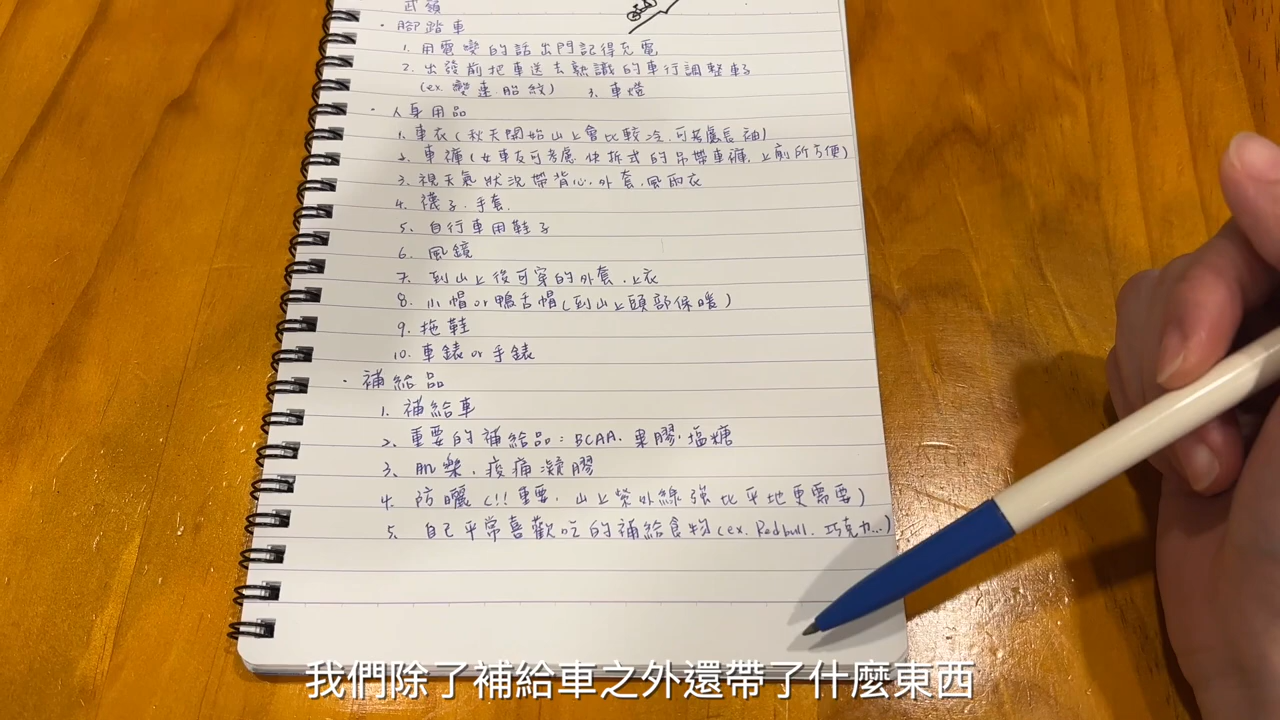 武嶺
· 腳踏車
1. 用電變的話出門記得充電
2. 出發前把車送去熟識的車行調整車子
(ex. 變速.胎紋) 3. 車燈
· 人身用品
1. 車衣(秋天開始山上會比較冷.可考慮長袖)
2. 車褲(女車友可考慮快拆式的吊帶車褲.上廁所方便)
3. 視天氣狀況帶背心.外套.風雨衣
4. 襪子.手套.
5. 自行車用鞋子
6. 風鏡
7. 到山上後可穿的外套.上衣
8. 小帽or鴨舌帽(到山上頭部保暖)
9. 拖鞋
10. 車錶or手錶
· 補給品
1. 補給車
2. 重要的補給品:BCAA.果膠.塩糖
3. 肌樂.痠痛凝膠
4. 防曬(!!重要.山上紫外線強比平地更需要)
5. 自己平常喜歡吃的補給食物(ex. Redbull.巧克力...)
我們除了補給車之外還帶了什麼東西